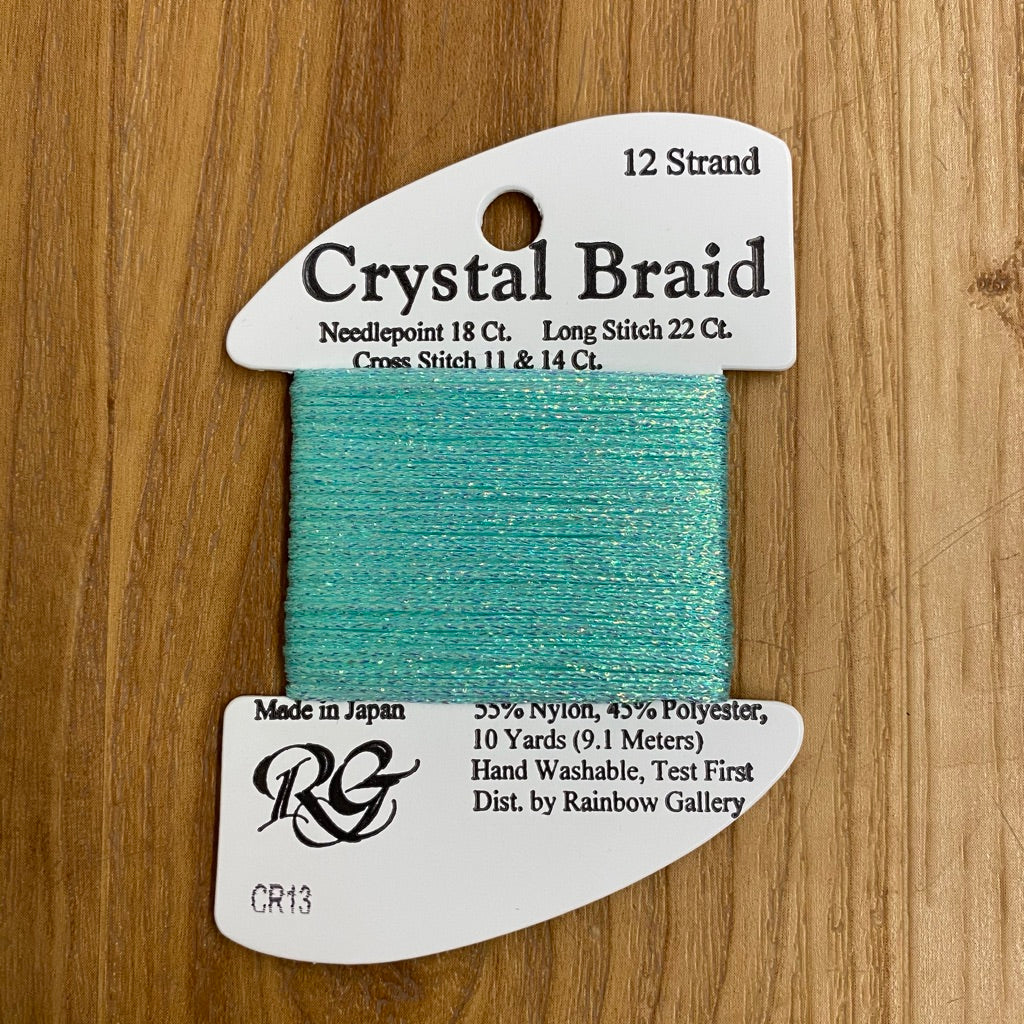 12 Strand
Crystal Braid
Needlepoint 18 Ct. Long Stitch 22 Ct.
Cross Stitch 11 & 14 Ct.
Made in Japan
55% Nylon, 45% Polyester,
10 Yards (9.1 Meters)
Hand Washable, Test First
Dist. by Rainbow Gallery
RG
CR13